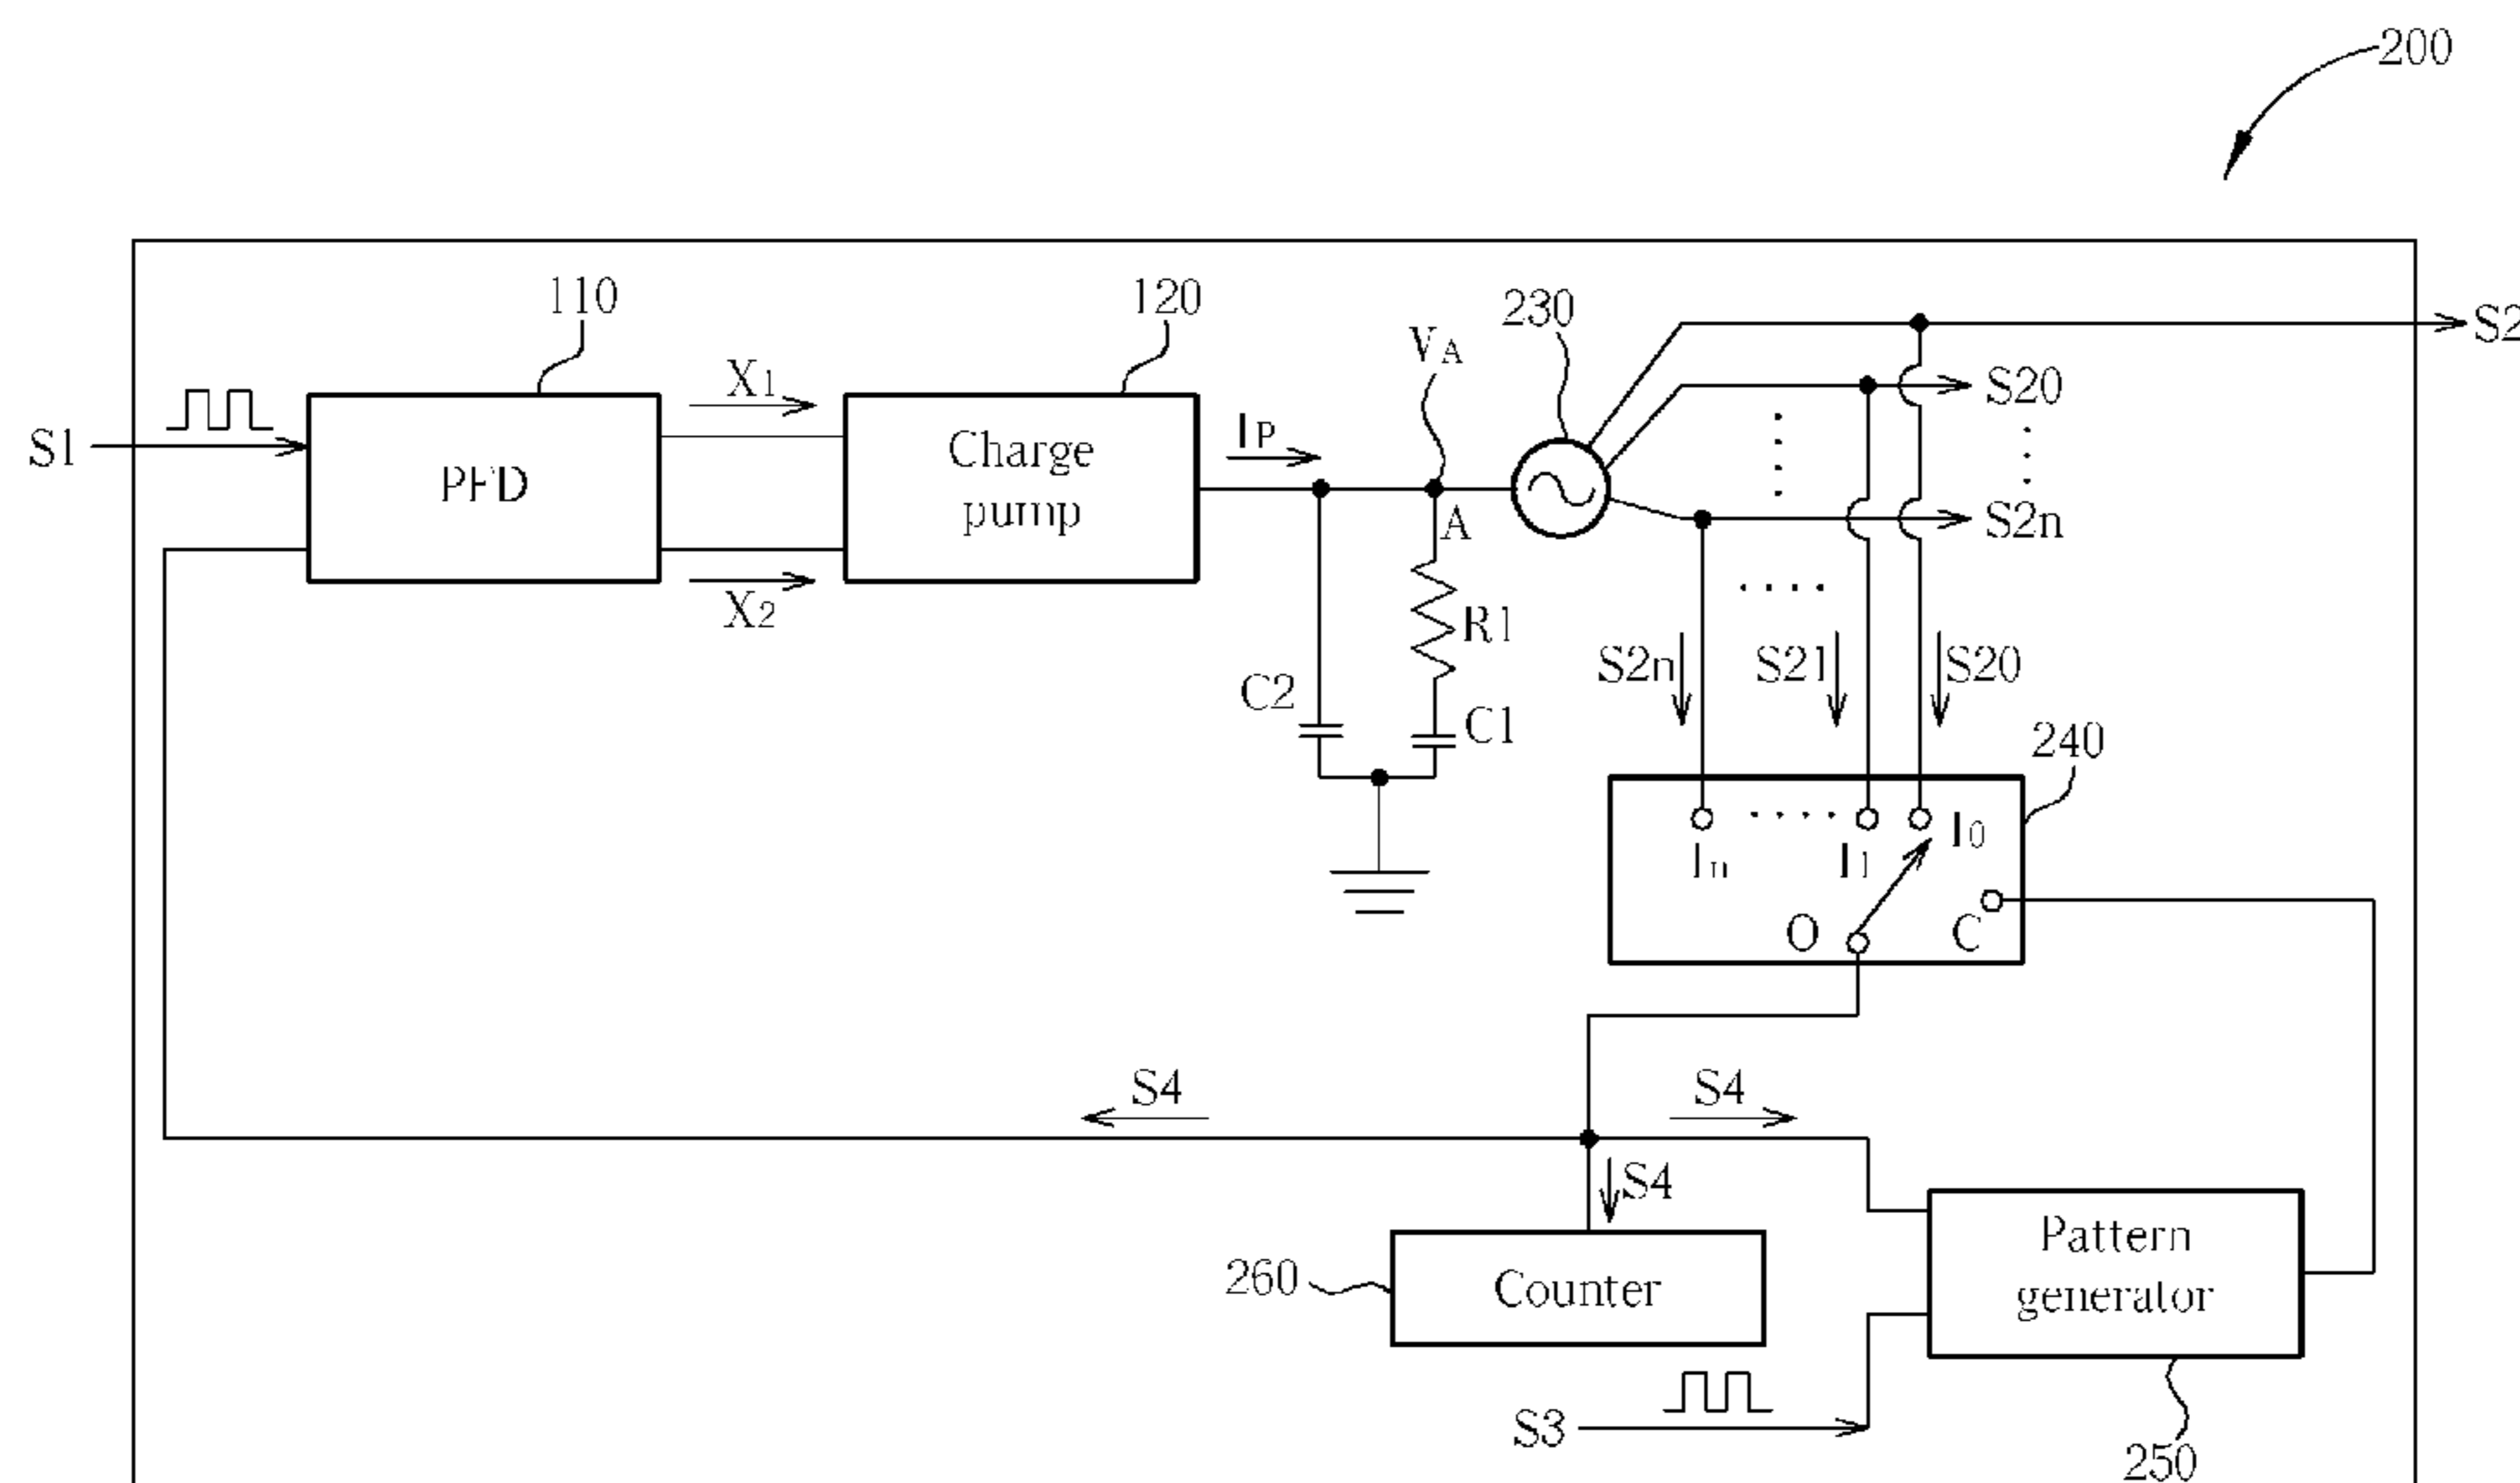 200
110
120
230
VA
S2
S1
X1
IP
S20
PFD
Charge
pump
A
S2n
X2
R1
C2
C1
S2n
S21
S20
240
In
I1
I0
O
C
S4
S4
S4
260
Counter
Pattern
generator
S3
250